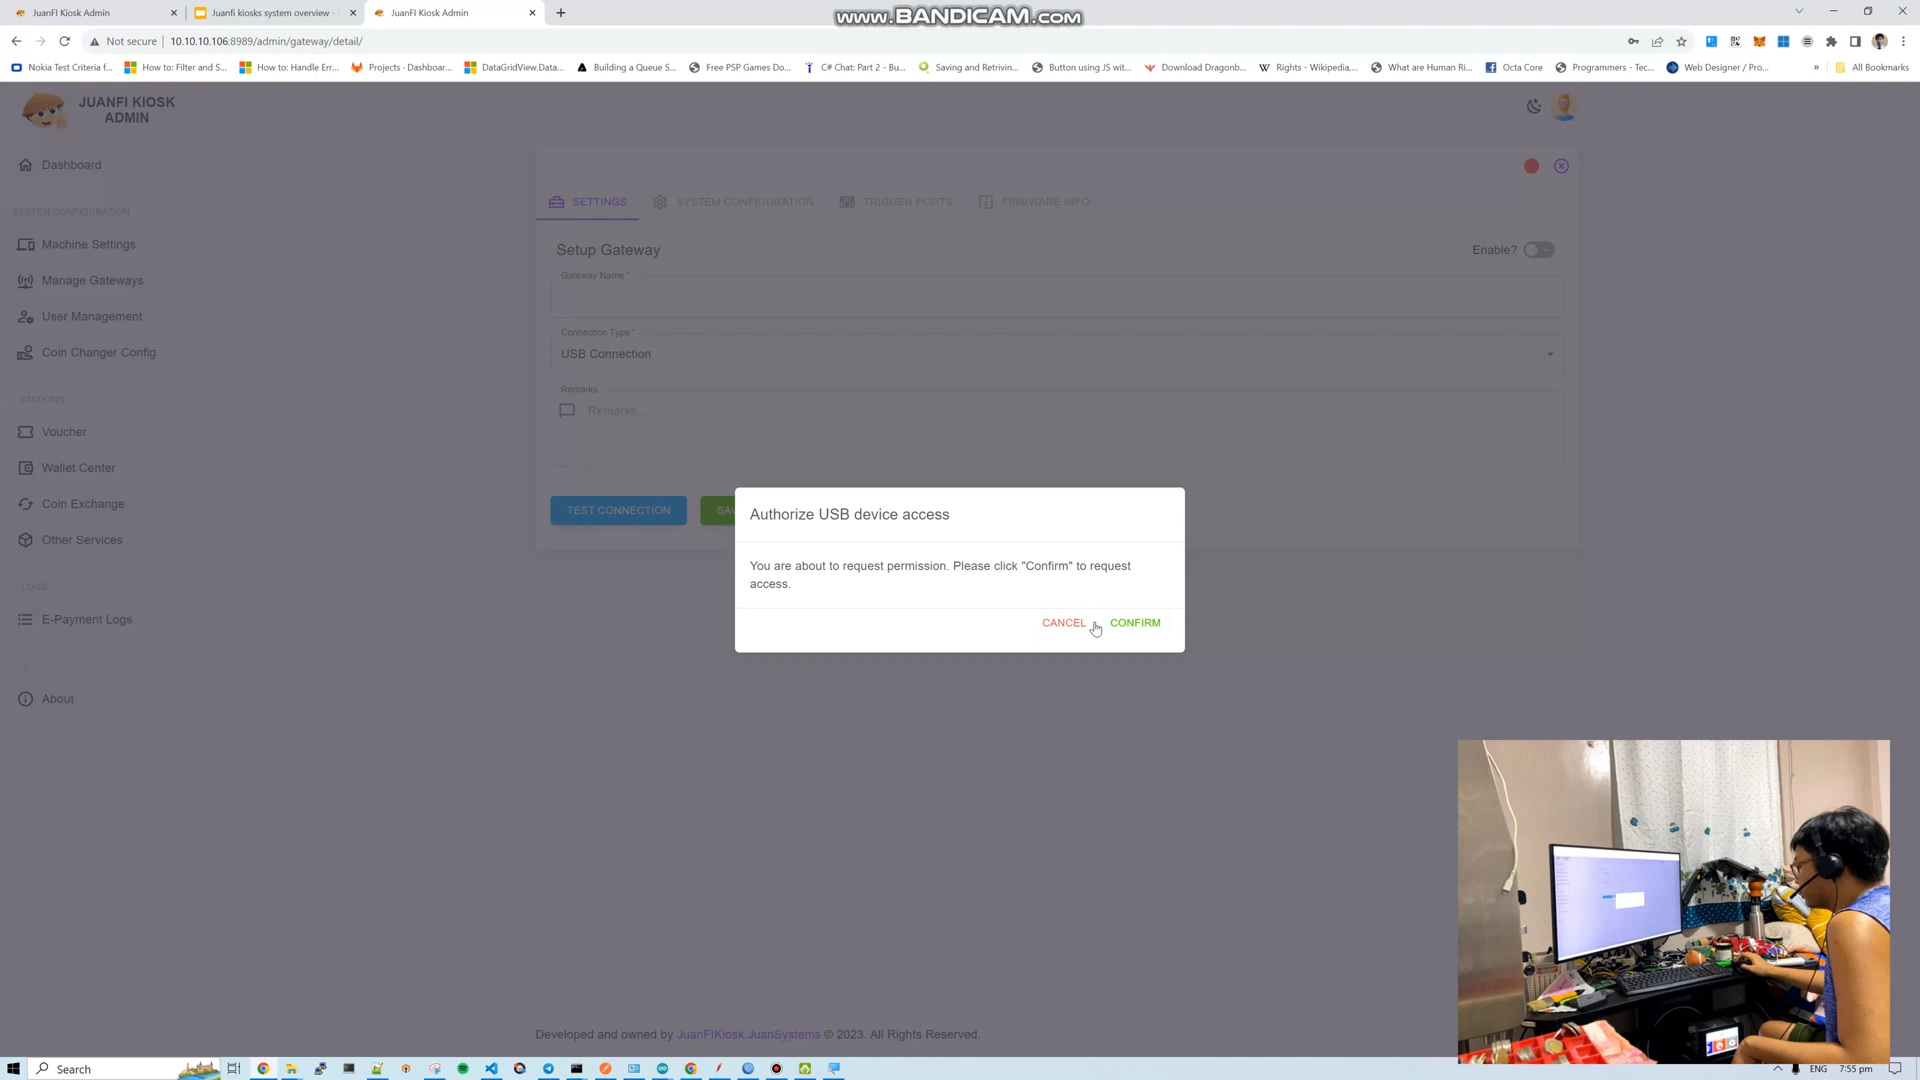 JuanFI Kiosk Admin
Juanfi kiosks system overview -
JuanFI Kiosk Admin
www.BANDICAM.com
Not secure
10.10.10.106:8989/admin/gateway/detail/
Nokia Test Criteria f...
How to: Filter and S...
How to: Handle Err...
Projects - Dashboar...
DataGridView.Data...
Building a Queue S...
Free PSP Games Do...
C# Chat: Part 2 - Bu...
Saving and Retrivin...
Button using JS wit...
Download Dragonb...
Rights - Wikipedia,...
What are Human Ri...
Octa Core
Programmers - Tec...
Web Designer / Pro...
»
All Bookmarks
JUANFI KIOSK
ADMIN
Dashboard
SYSTEM CONFIGURATION
Machine Settings
Manage Gateways
User Management
Coin Changer Config
STATIONS
Voucher
Wallet Center
Coin Exchange
Other Services
LOGS
E-Payment Logs
About
SETTINGS
SYSTEM CONFIGURATION
TRIGGER PORTS
FIRMWARE INFO
Setup Gateway
Enable?
Gateway Name *
Connection Type *
USB Connection
Remarks
Remarks...
TEST CONNECTION
Authorize USB device access
You are about to request permission. Please click "Confirm" to request
access.
CANCEL
CONFIRM
Developed and owned by JuanFIKiosk JuanSystems © 2023. All Rights Reserved.
Search
ENG
7:55 pm